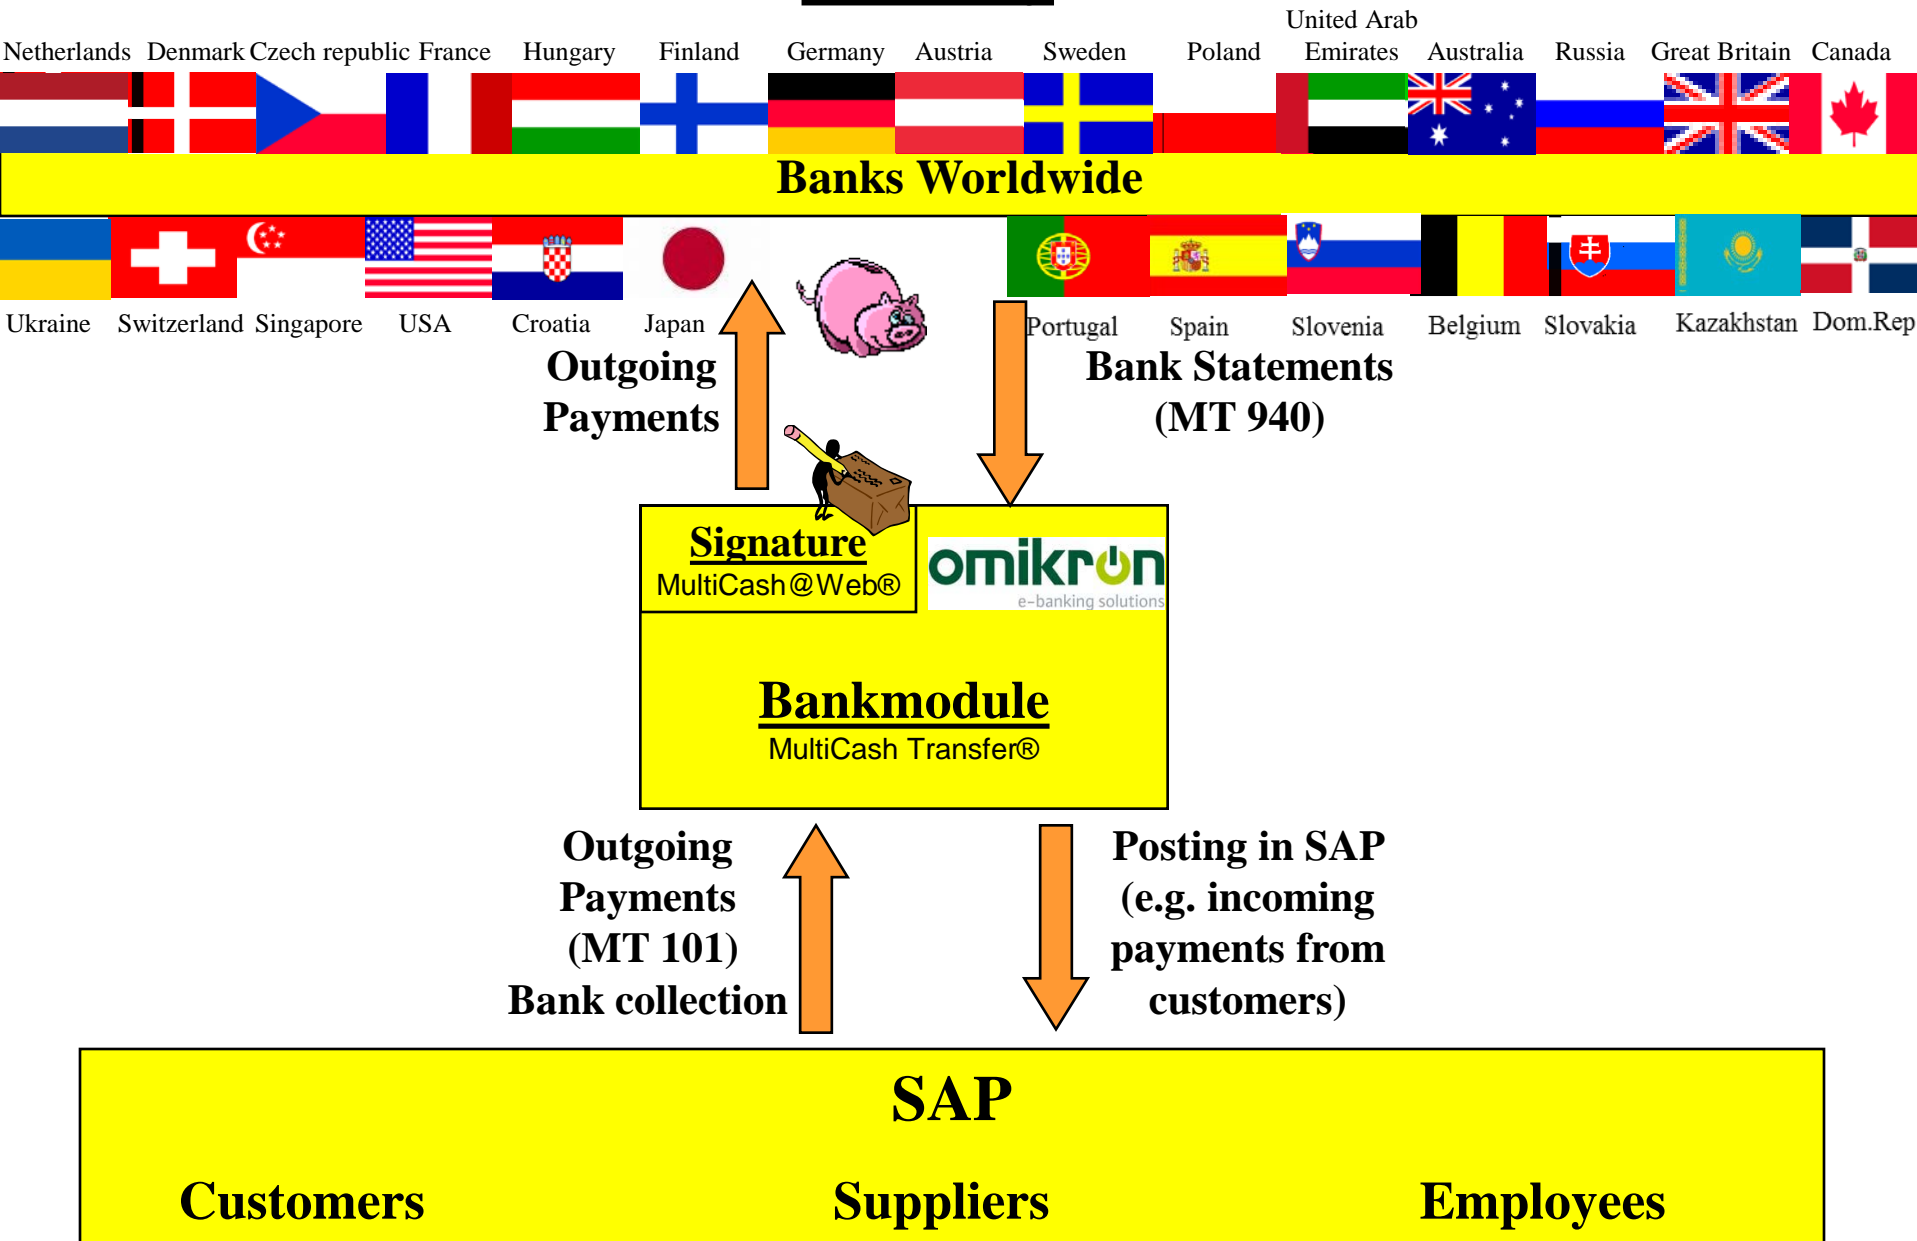 United Arab
Netherlands Denmark Czech republic France Hungary Finland Germany Austria Sweden Poland Emirates Australia Russia Great Britain Canada
Banks Worldwide
Ukraine Switzerland Singapore USA Croatia Japan Portugal Spain Slovenia Belgium Slovakia Kazakhstan Dom.Rep
Outgoing
Payments
Bank Statements
(MT 940)
Signature
MultiCash@Web®
omikron
e-banking solutions
Bankmodule
MultiCash Transfer®
Outgoing
Payments
(MT 101)
Bank collection
Posting in SAP
(e.g. incoming
payments from
customers)
SAP
Customers Suppliers Employees